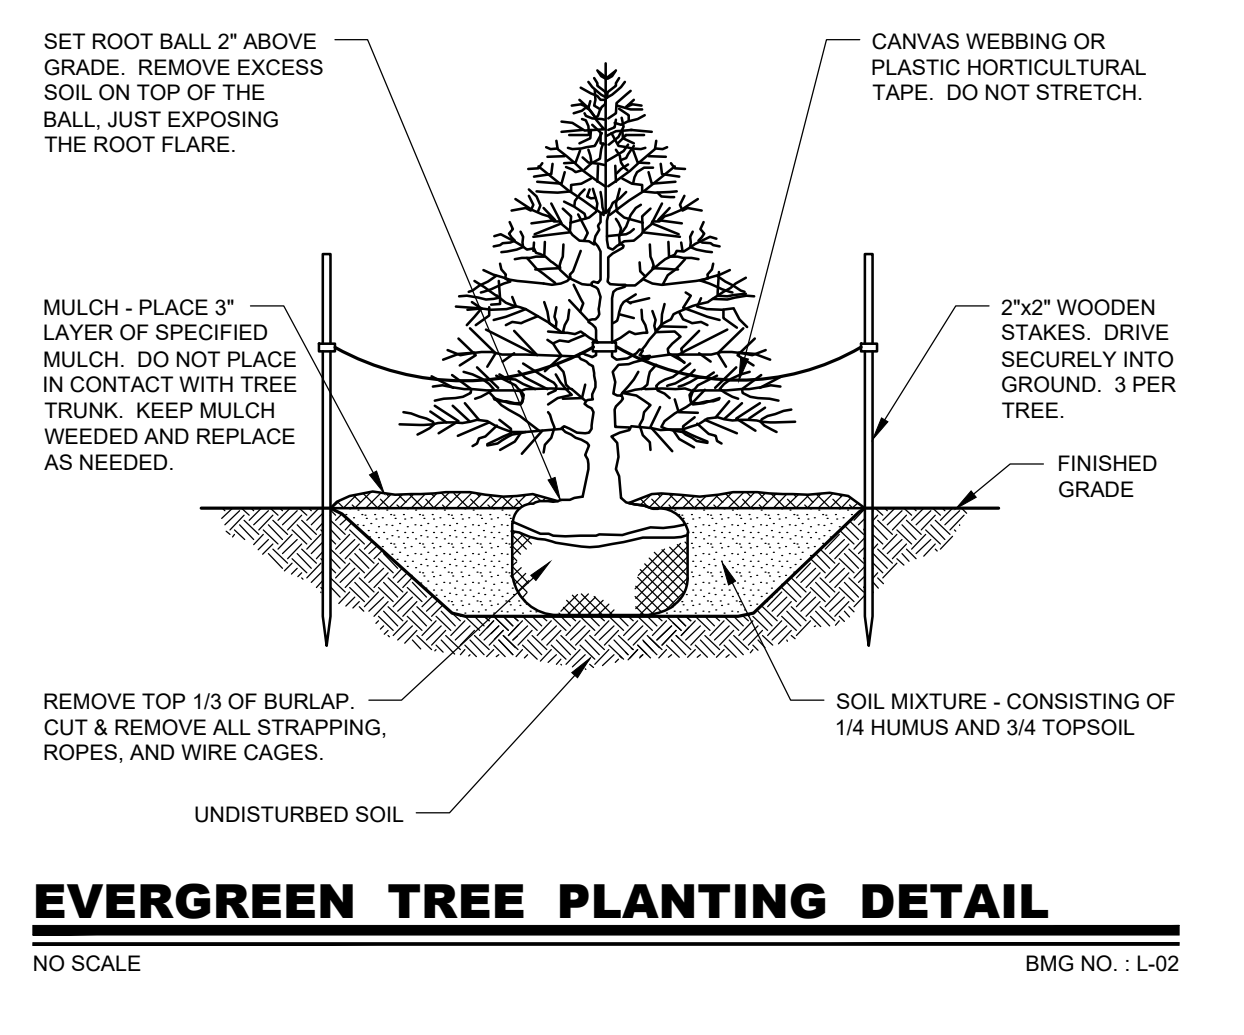 SET ROOT BALL 2" ABOVE
GRADE.  REMOVE EXCESS
SOIL ON TOP OF THE
BALL, JUST EXPOSING
THE ROOT FLARE.
CANVAS WEBBING OR
PLASTIC HORTICULTURAL
TAPE.  DO NOT STRETCH.
MULCH - PLACE 3"
LAYER OF SPECIFIED
MULCH.  DO NOT PLACE
IN CONTACT WITH TREE
TRUNK.  KEEP MULCH
WEEDED AND REPLACE
AS NEEDED.
2"x2" WOODEN
STAKES.  DRIVE
SECURELY INTO
GROUND.  3 PER
TREE.
FINISHED
GRADE
REMOVE TOP 1/3 OF BURLAP.
CUT & REMOVE ALL STRAPPING,
ROPES, AND WIRE CAGES.
SOIL MIXTURE - CONSISTING OF
1/4 HUMUS AND 3/4 TOPSOIL
UNDISTURBED SOIL
EVERGREEN TREE PLANTING DETAIL
NO SCALE
BMG NO. : L-02